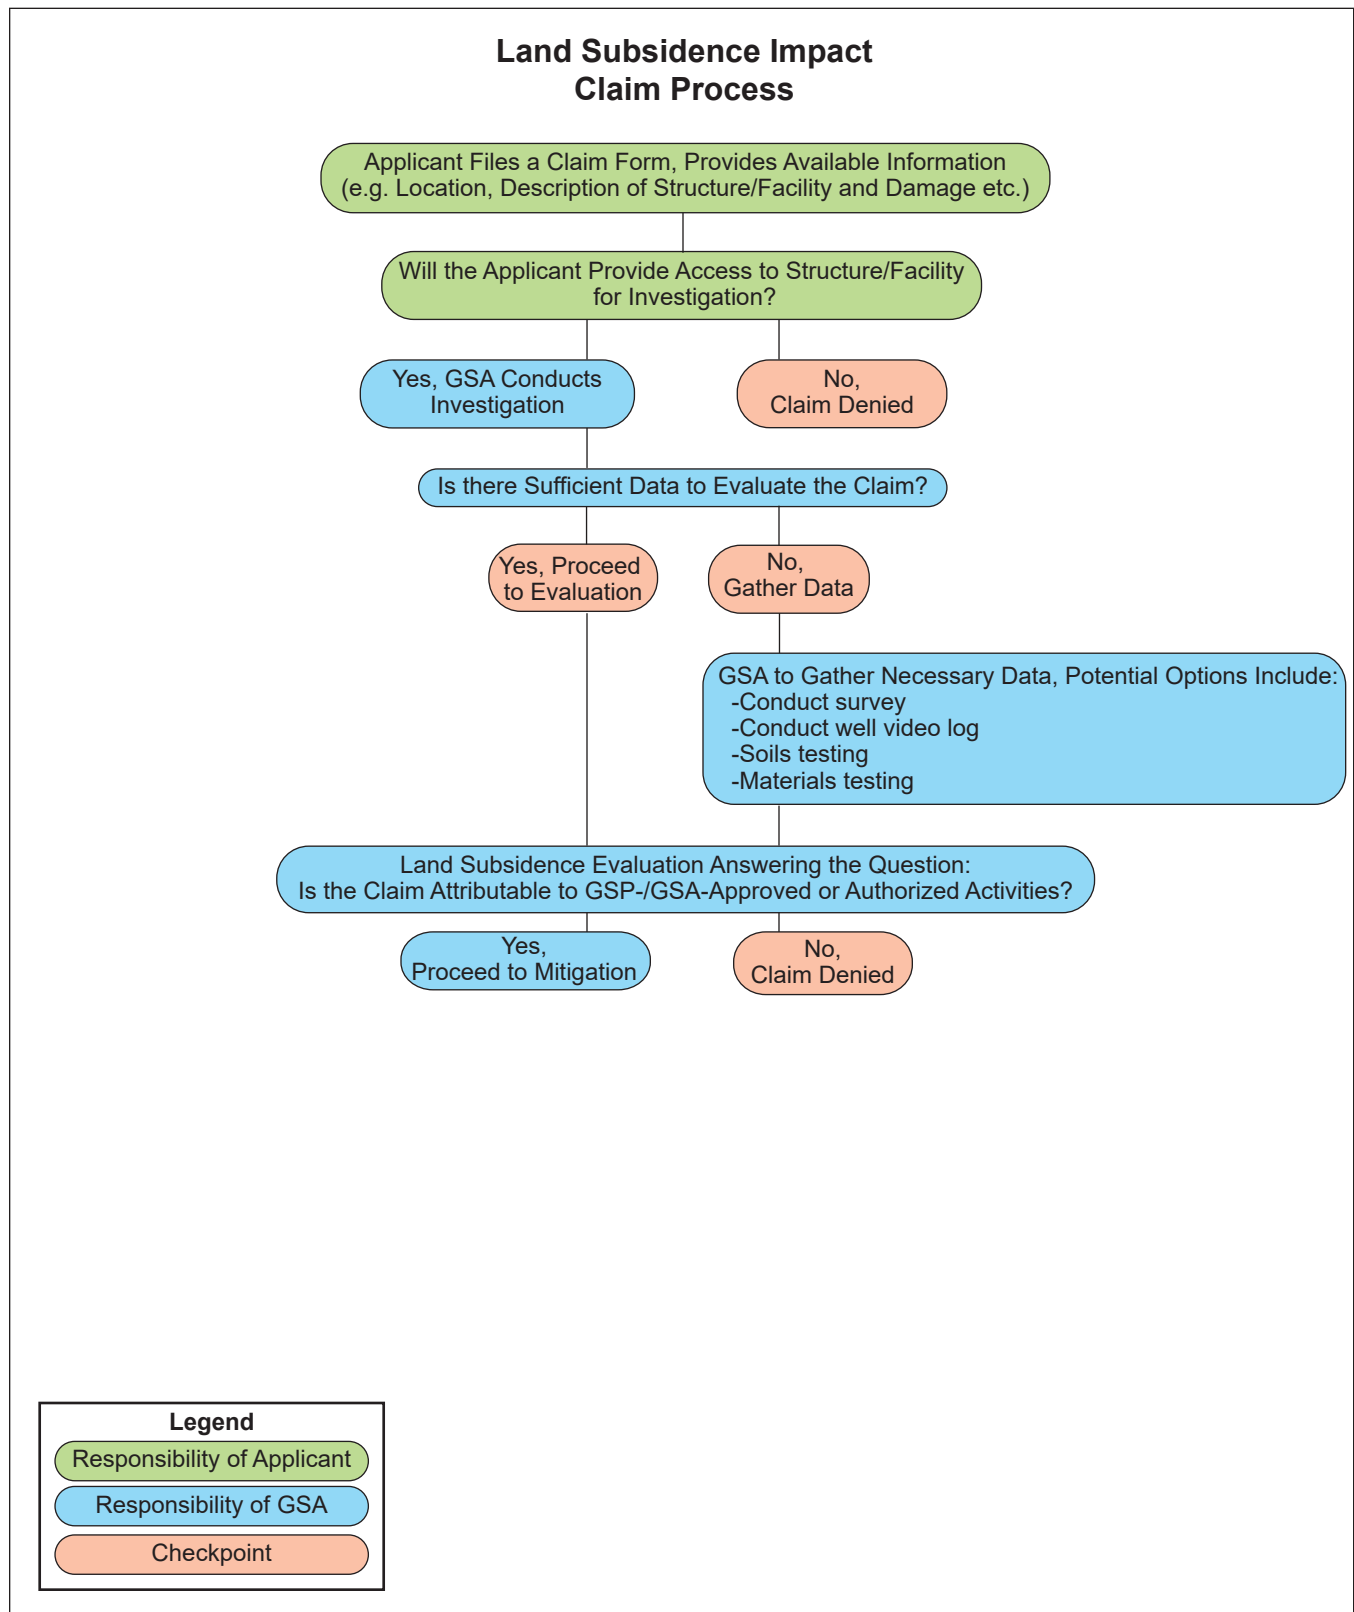 Land Subsidence Impact
Claim Process
Applicant Files a Claim Form, Provides Available Information
(e.g. Location, Description of Structure/Facility and Damage etc.)
Will the Applicant Provide Access to Structure/Facility
for Investigation?
Yes, GSA Conducts
Investigation
No,
Claim Denied
Is there Sufficient Data to Evaluate the Claim?
Yes, Proceed
to Evaluation
No,
Gather Data
GSA to Gather Necessary Data, Potential Options Include:
-Conduct survey
-Conduct well video log
-Soils testing
-Materials testing
Land Subsidence Evaluation Answering the Question:
Is the Claim Attributable to GSP-/GSA-Approved or Authorized Activities?
Yes,
Proceed to Mitigation
No,
Claim Denied
Legend
Responsibility of Applicant
Responsibility of GSA
Checkpoint